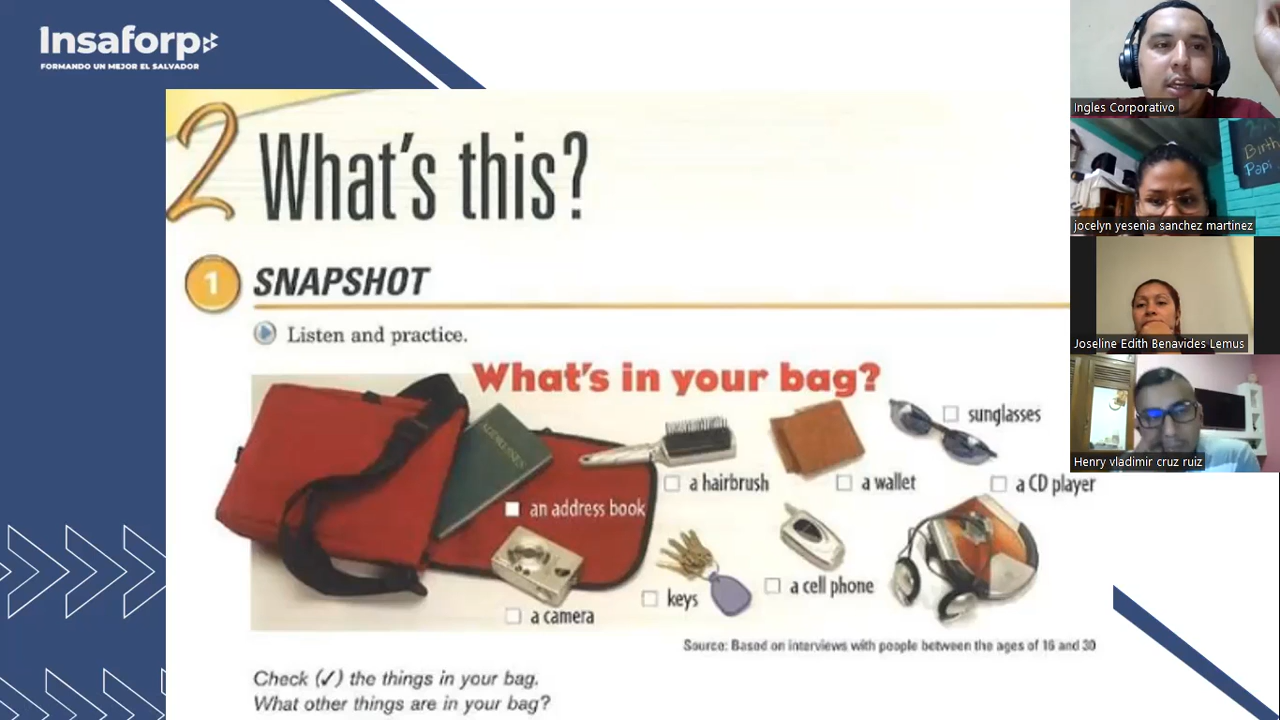 Insaforp
FORMANDO UN MEJOR EL SALVADOR
2 What's this?
1 SNAPSHOT
Listen and practice.
What's in your bag?
ADDRESSES
sunglasses
a hairbrush
a wallet
a CD player
an address book
keys
a cell phone
a camera
Source: Based on interviews with people between the ages of 16 and 30
Check (✓) the things in your bag.
What other things are in your bag?
Ingles Corporativo
Birth
Papi
jocelyn yesenia sanchez martinez
Joseline Edith Benavides Lemus
Henry vladimir cruz ruiz